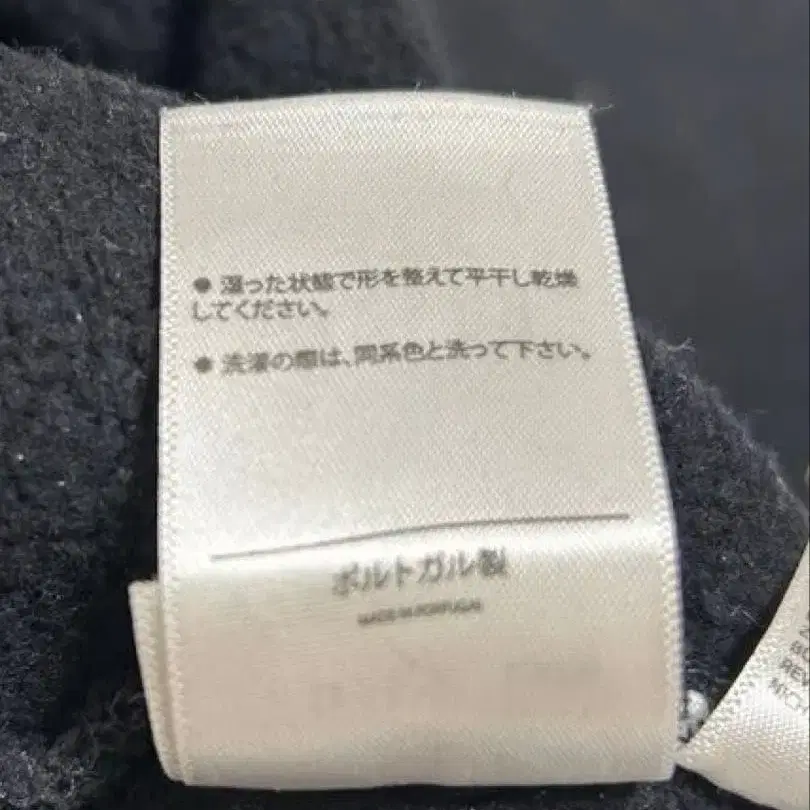 ● 湿った状態で形を整えて平干し乾燥
してください。
● 洗濯の際は、同系色と洗って下さい。
ポルトガル製
MADE IN PORTUGAL